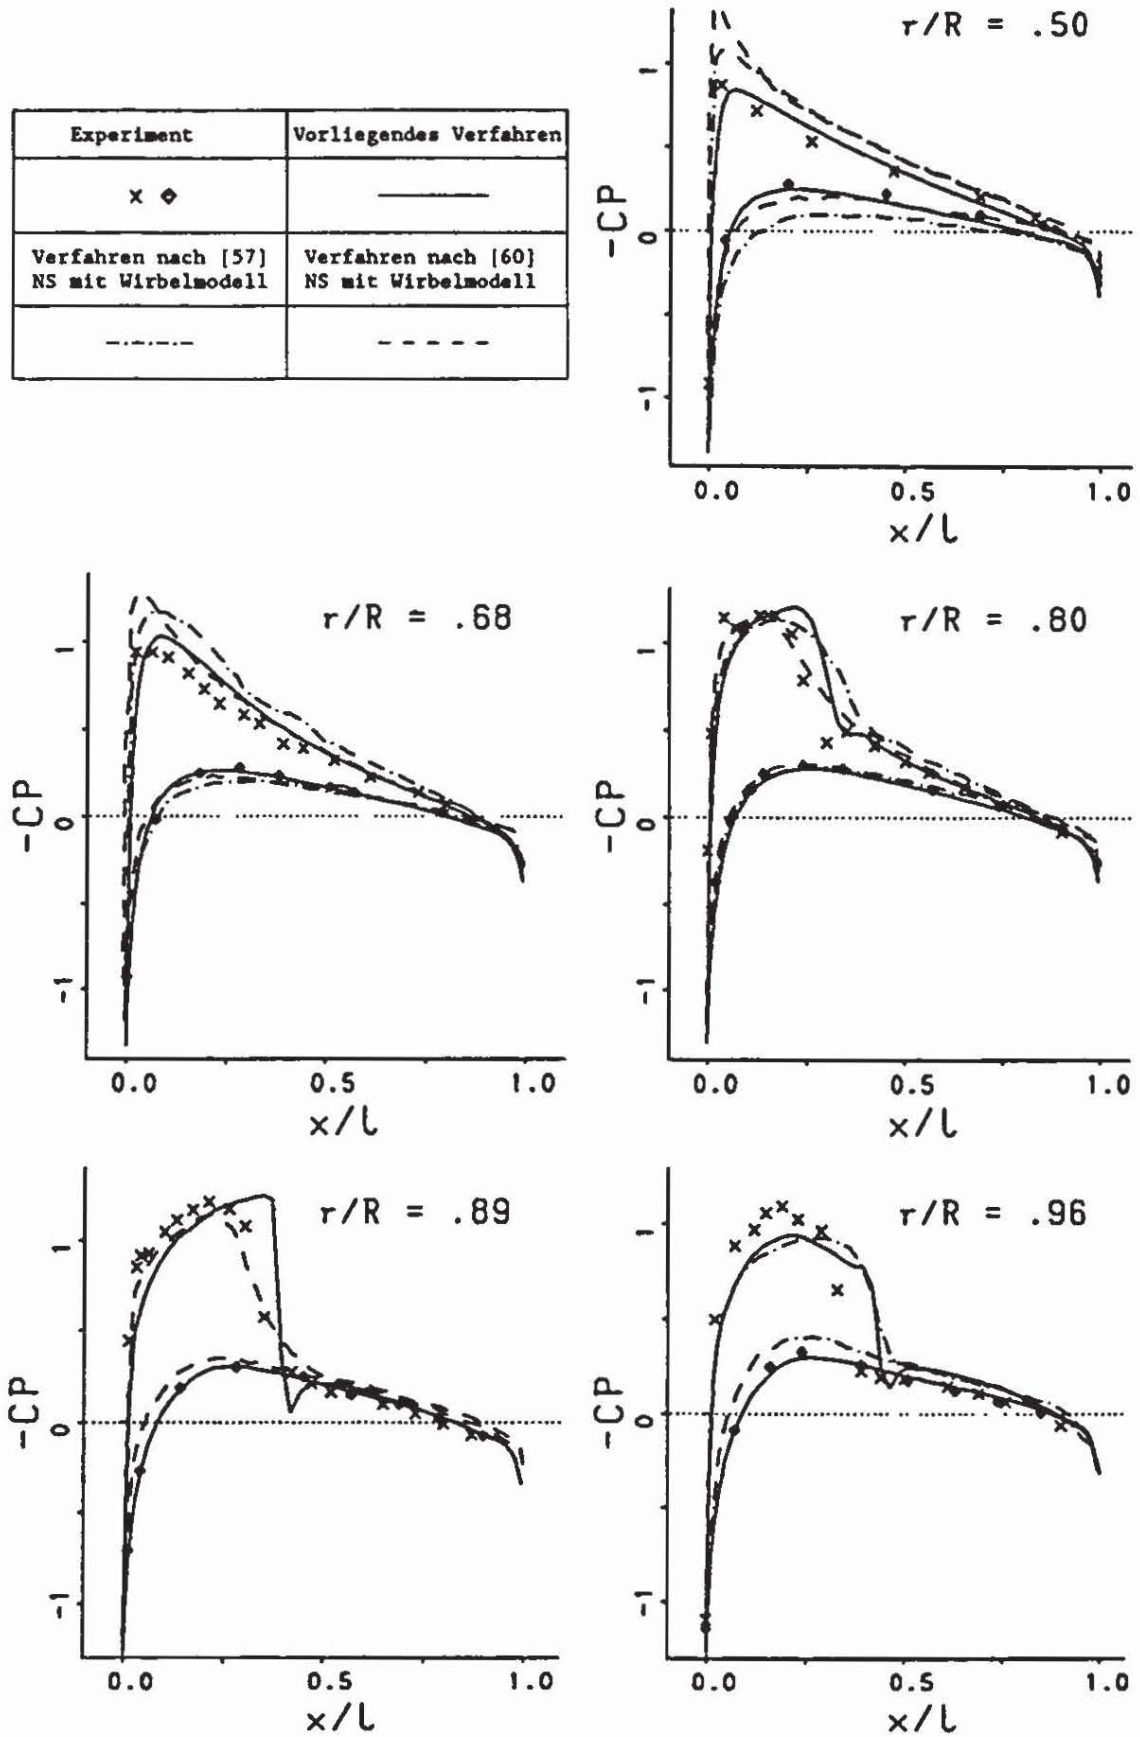 Experiment
Vorliegendes Verfahren
Verfahren nach [57]
NS mit Wirbelmodell
Verfahren nach [60]
NS mit Wirbelmodell
r/R = .50
1
0
-1
-CP
0.0 0.5 1.0
x/l
r/R = .68
1
0
-1
-CP
0.0 0.5 1.0
x/l
r/R = .80
1
0
-1
-CP
0.0 0.5 1.0
x/l
r/R = .89
1
0
-1
-CP
0.0 0.5 1.0
x/l
r/R = .96
1
0
-1
-CP
0.0 0.5 1.0
x/l